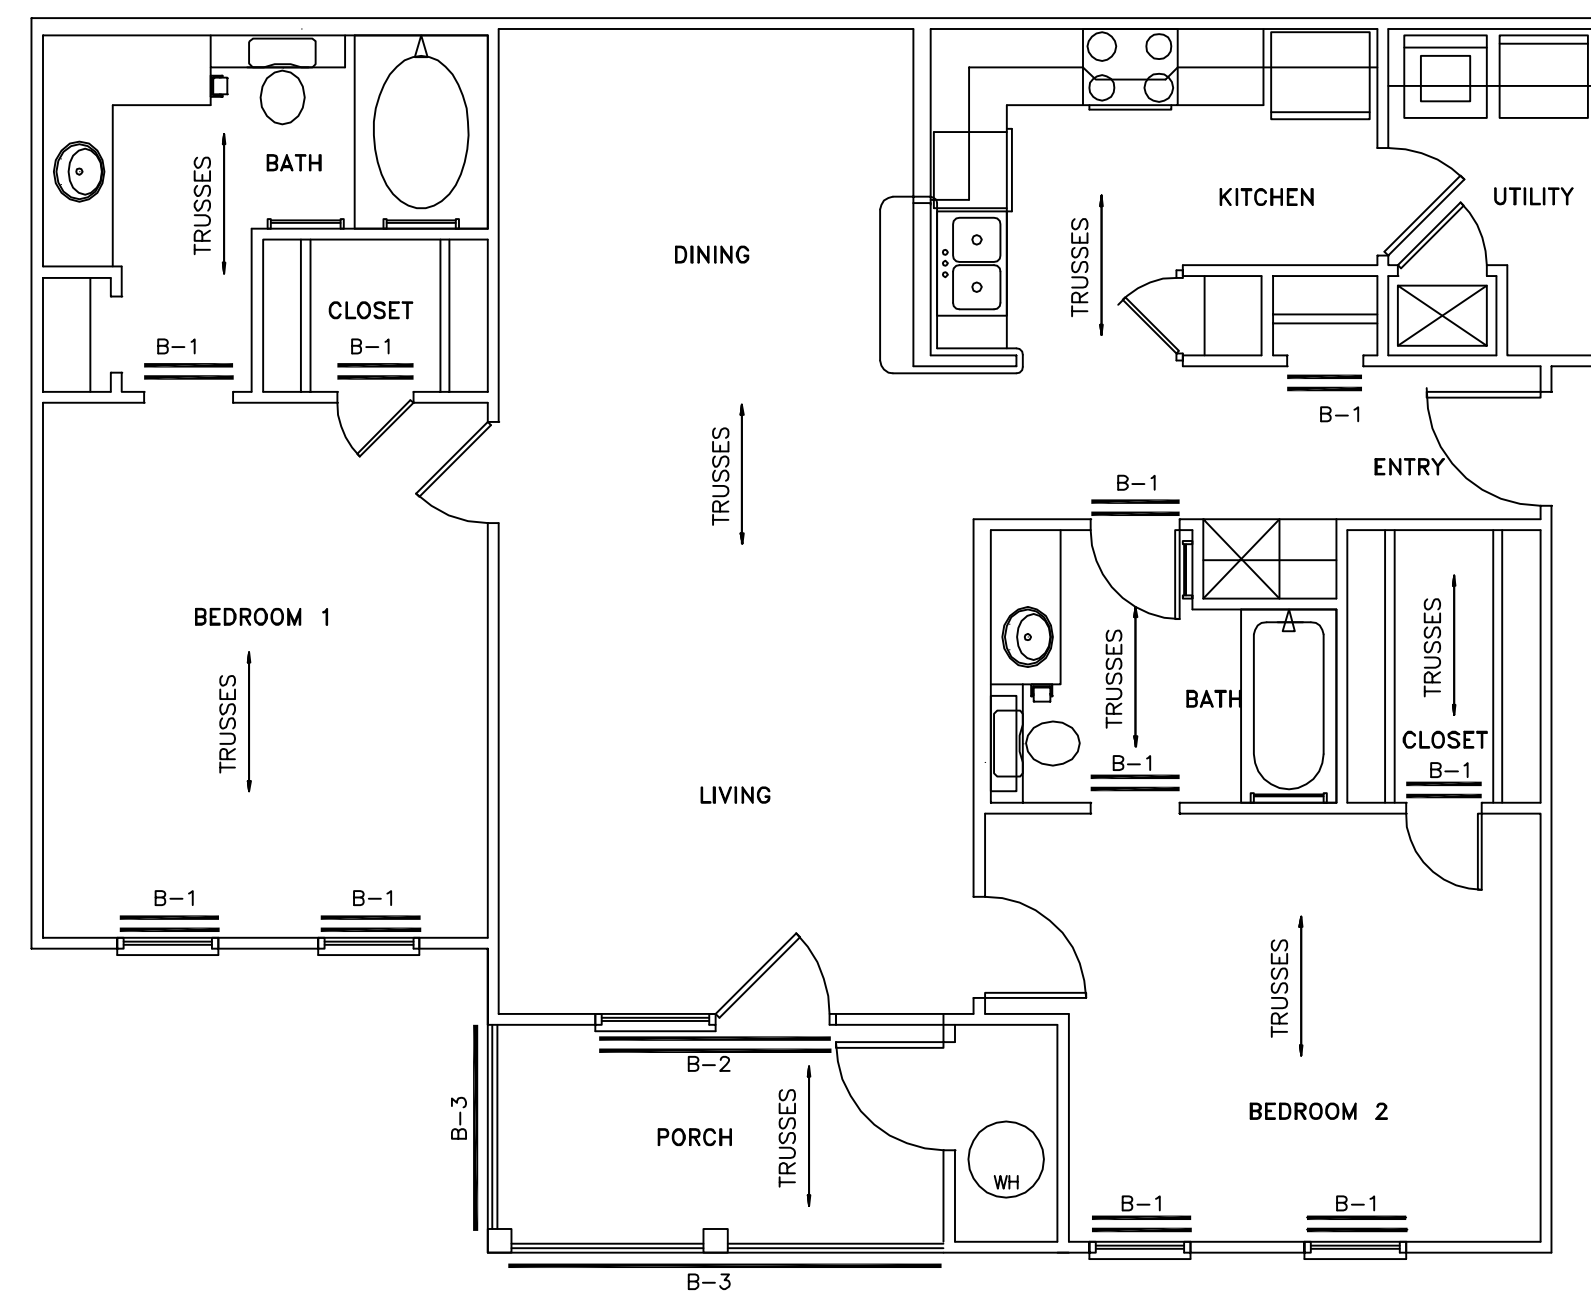 BATH
TRUSSES
KITCHEN
UTILITY
DINING
TRUSSES
CLOSET
B-1
B-1
B-1
TRUSSES
ENTRY
B-1
BEDROOM 1
TRUSSES
TRUSSES
TRUSSES
BATH
CLOSET
B-1
B-1
LIVING
B-1
B-1
TRUSSES
B-2
B-3
PORCH
TRUSSES
BEDROOM 2
WH
B-1
B-1
B-3